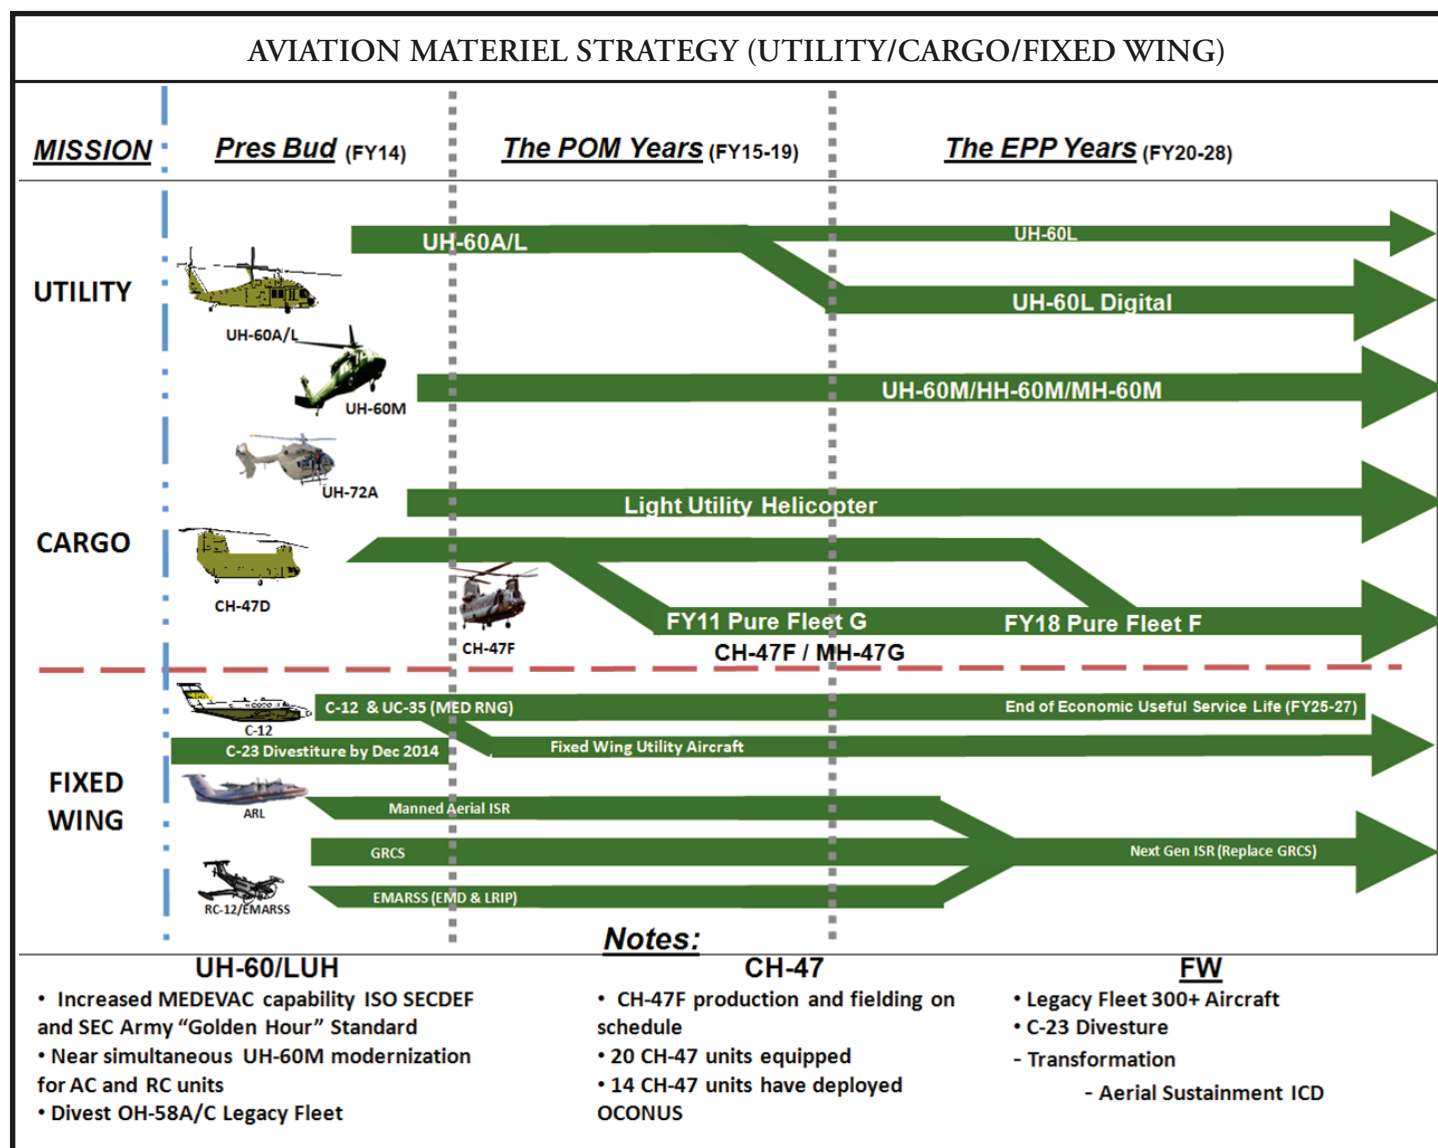 AVIATION MATERIEL STRATEGY (UTILITY/CARGO/FIXED WING)
MISSION
Pres Bud (FY14)
The POM Years (FY15-19)
The EPP Years (FY20-28)
UTILITY
UH-60A/L
UH-60L
UH-60L Digital
UH-60A/L
UH-60M
UH-60M/HH-60M/MH-60M
UH-72A
Light Utility Helicopter
CARGO
CH-47D
CH-47F
FY11 Pure Fleet G
FY18 Pure Fleet F
CH-47F / MH-47G
FIXED
WING
C-12
C-12 & UC-35 (MED RNG)
End of Economic Useful Service Life (FY25-27)
C-23 Divestiture by Dec 2014
Fixed Wing Utility Aircraft
ARL
Manned Aerial ISR
GRCS
Next Gen ISR (Replace GRCS)
RC-12/EMARSS
EMARSS (EMD & LRIP)
Notes:
UH-60/LUH
• Increased MEDEVAC capability ISO SECDEF
and SEC Army “Golden Hour” Standard
• Near simultaneous UH-60M modernization
for AC and RC units
• Divest OH-58A/C Legacy Fleet
CH-47
• CH-47F production and fielding on
schedule
• 20 CH-47 units equipped
• 14 CH-47 units have deployed
OCONUS
FW
• Legacy Fleet 300+ Aircraft
• C-23 Divesture
- Transformation
- Aerial Sustainment ICD